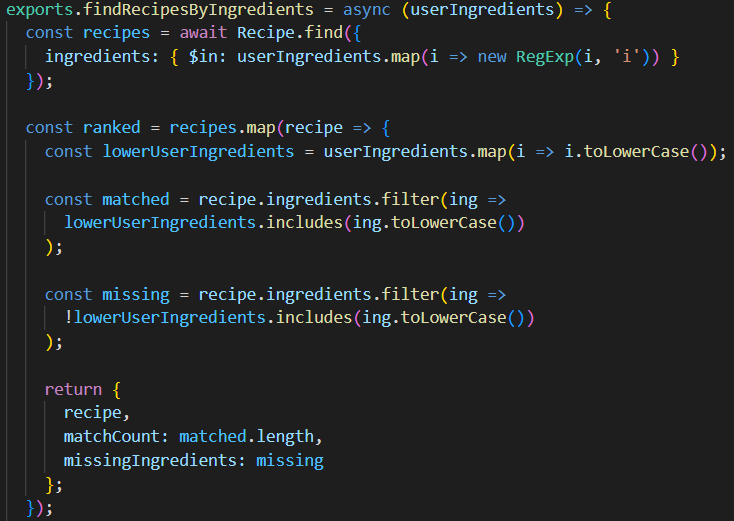 exports.findRecipesByIngredients = async (userIngredients) => {
  const recipes = await Recipe.find({
    ingredients: { $in: userIngredients.map(i => new RegExp(i, 'i')) }
  });

  const ranked = recipes.map(recipe => {
    const lowerUserIngredients = userIngredients.map(i => i.toLowerCase());

    const matched = recipe.ingredients.filter(ing =>
      lowerUserIngredients.includes(ing.toLowerCase())
    );

    const missing = recipe.ingredients.filter(ing =>
      !lowerUserIngredients.includes(ing.toLowerCase())
    );

    return {
      recipe,
      matchCount: matched.length,
      missingIngredients: missing
    };
  });